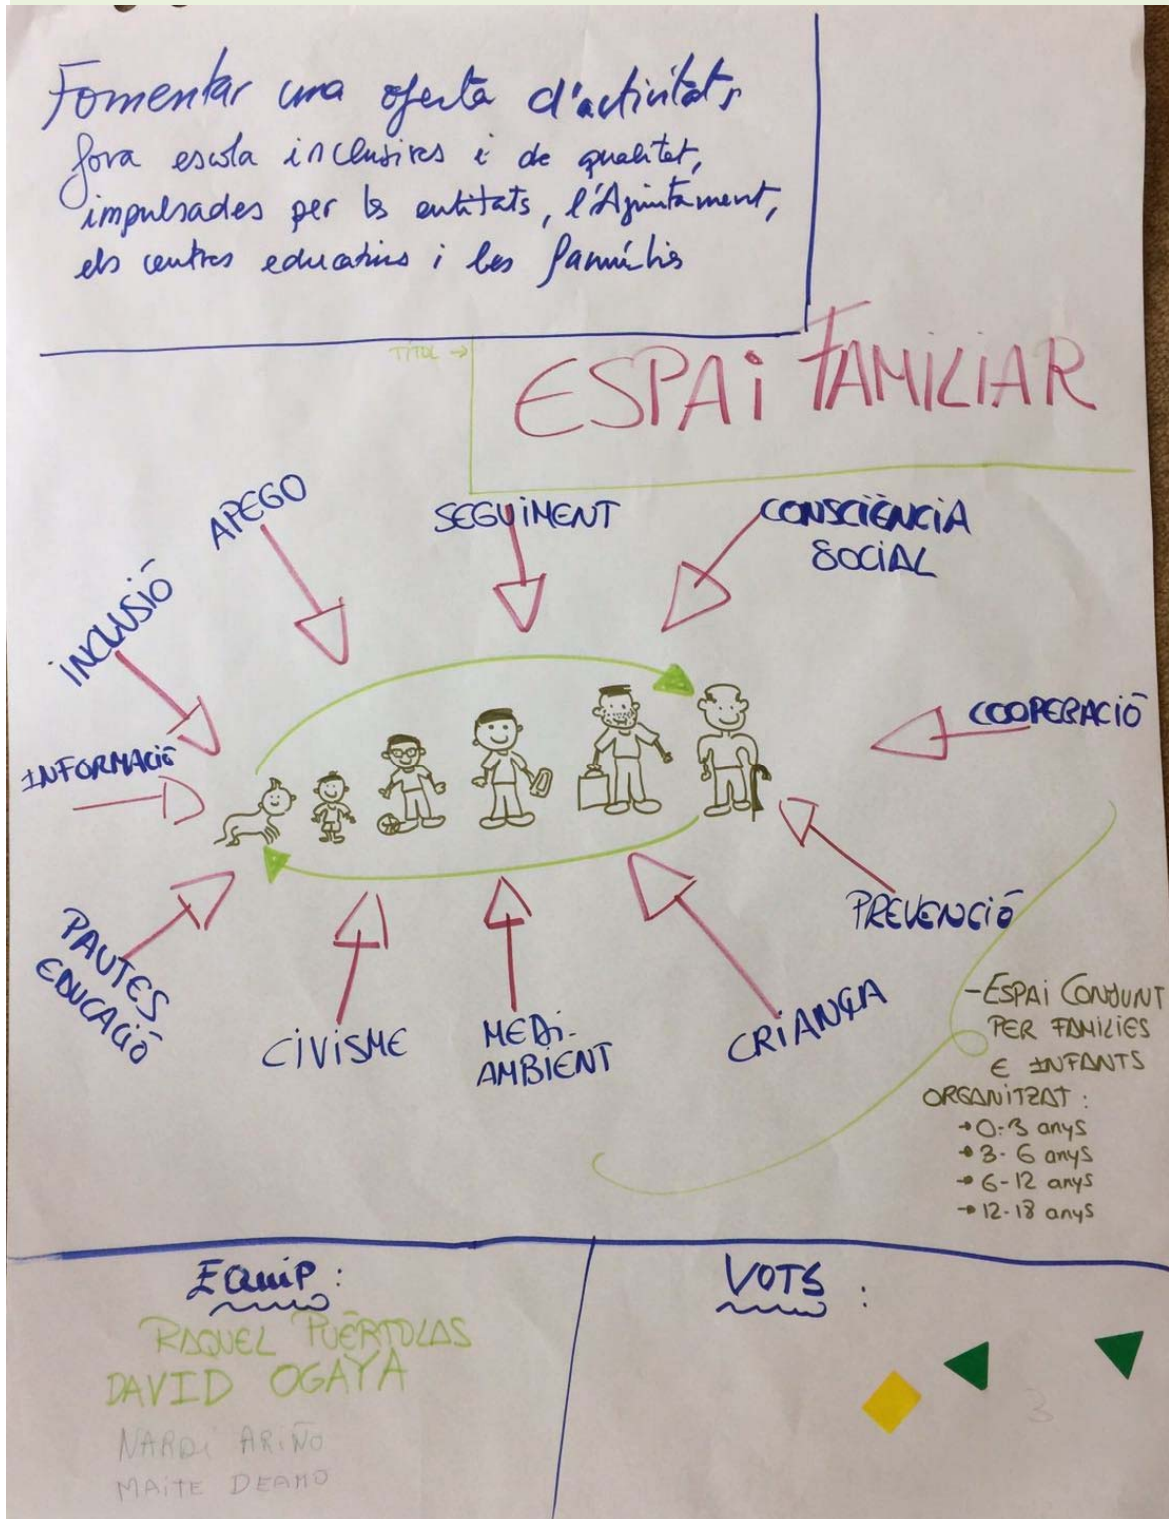 Fomentar una oferta d'activitats
fora escola inclusives i de qualitat,
impulsades per les entitats, l'Ajuntament,
els centres educatius i les famílies
TÍTOL →
ESPAi FAMiLiAR
APEGO
SEGUiMENT
CONSCiÈNCiA
SOCiAL
iNCLUSiÓ
COOPERACiÓ
INFORMACiÓ
PREVENCiÓ
PAUTES
EDUCACiÓ
CiViSME
MEDi-
AMBiENT
CRiANÇA
-ESPAi CONJUNT
PER FAMiLiES
E INFANTS
ORGANiTZAT :
→ 0-3 anys
→ 3-6 anys
→ 6-12 anys
→ 12-18 anys
EQUIP :
RAQUEL PUÉRTOLAS
DAVID OGAYA
NARDi ARiÑO
MAiTE DEAMO
VOTS :
3